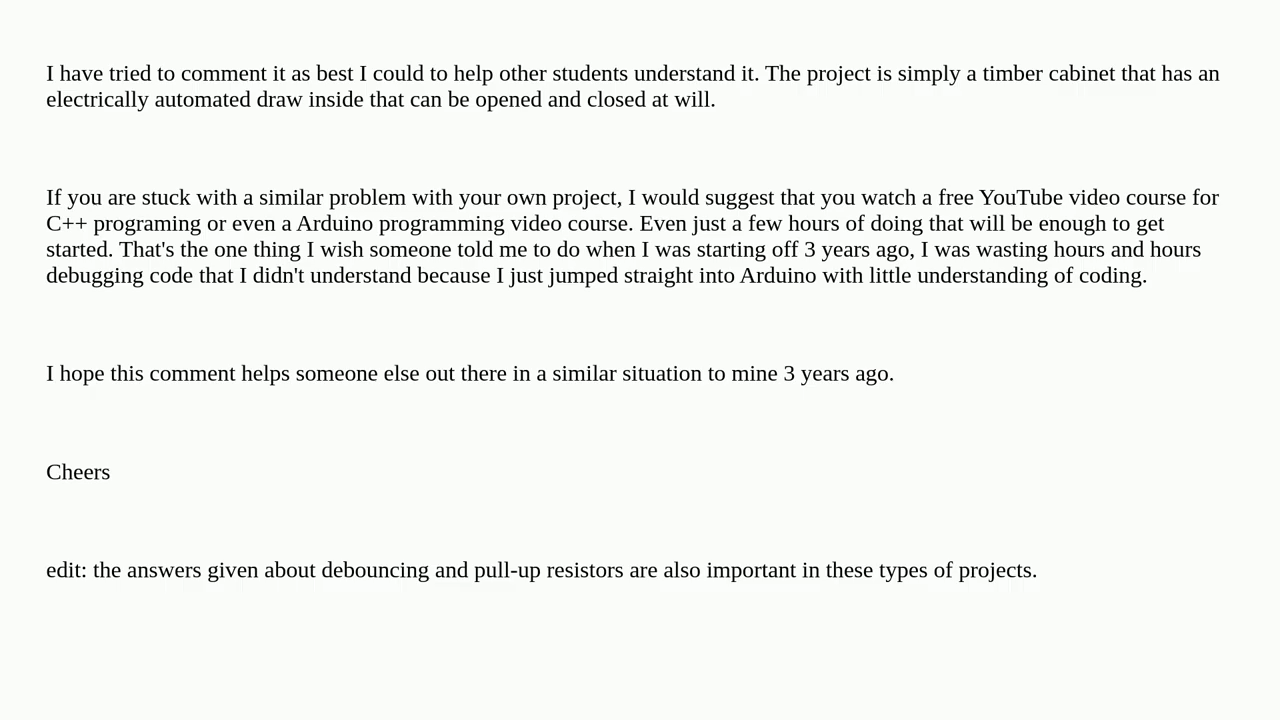 I have tried to comment it as best I could to help other students understand it. The project is simply a timber cabinet that has an
electrically automated draw inside that can be opened and closed at will.
If you are stuck with a similar problem with your own project, I would suggest that you watch a free YouTube video course for
C++ programing or even a Arduino programming video course. Even just a few hours of doing that will be enough to get
started. That's the one thing I wish someone told me to do when I was starting off 3 years ago, I was wasting hours and hours
debugging code that I didn't understand because I just jumped straight into Arduino with little understanding of coding.
I hope this comment helps someone else out there in a similar situation to mine 3 years ago.
Cheers
edit: the answers given about debouncing and pull-up resistors are also important in these types of projects.